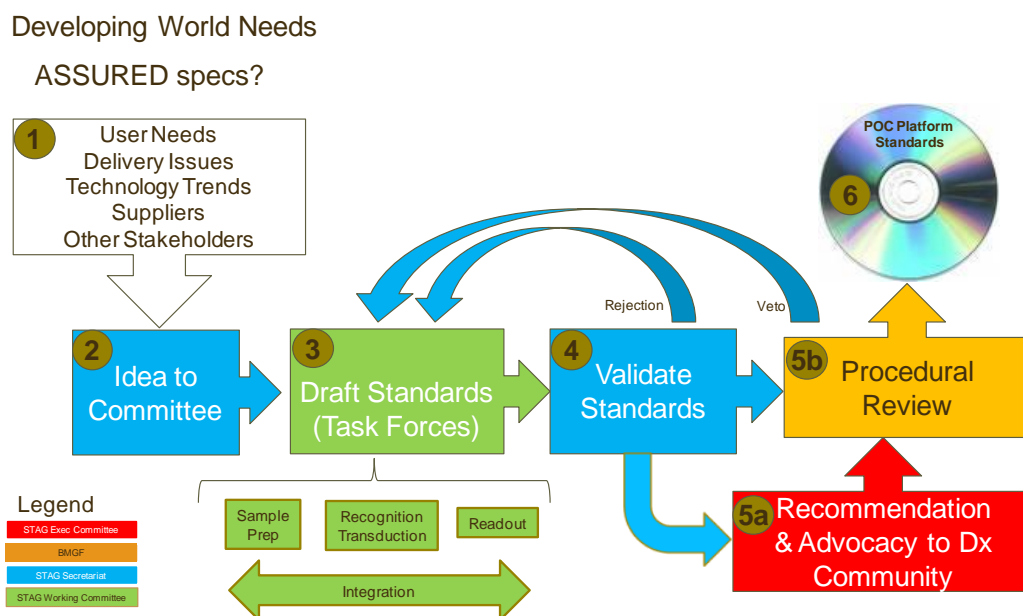 Developing World Needs
ASSURED specs?
1
User Needs
Delivery Issues
Technology Trends
Suppliers
Other Stakeholders
POC Platform
Standards
6
Rejection
Veto
2
Idea to
Committee
3
Draft Standards
(Task Forces)
4
Validate
Standards
5b
Procedural
Review
Sample
Prep
Recognition
Transduction
Readout
Integration
5a
Recommendation
& Advocacy to Dx
Community
Legend
STAG Exec Committee
BMGF
STAG Secretariat
STAG Working Committee